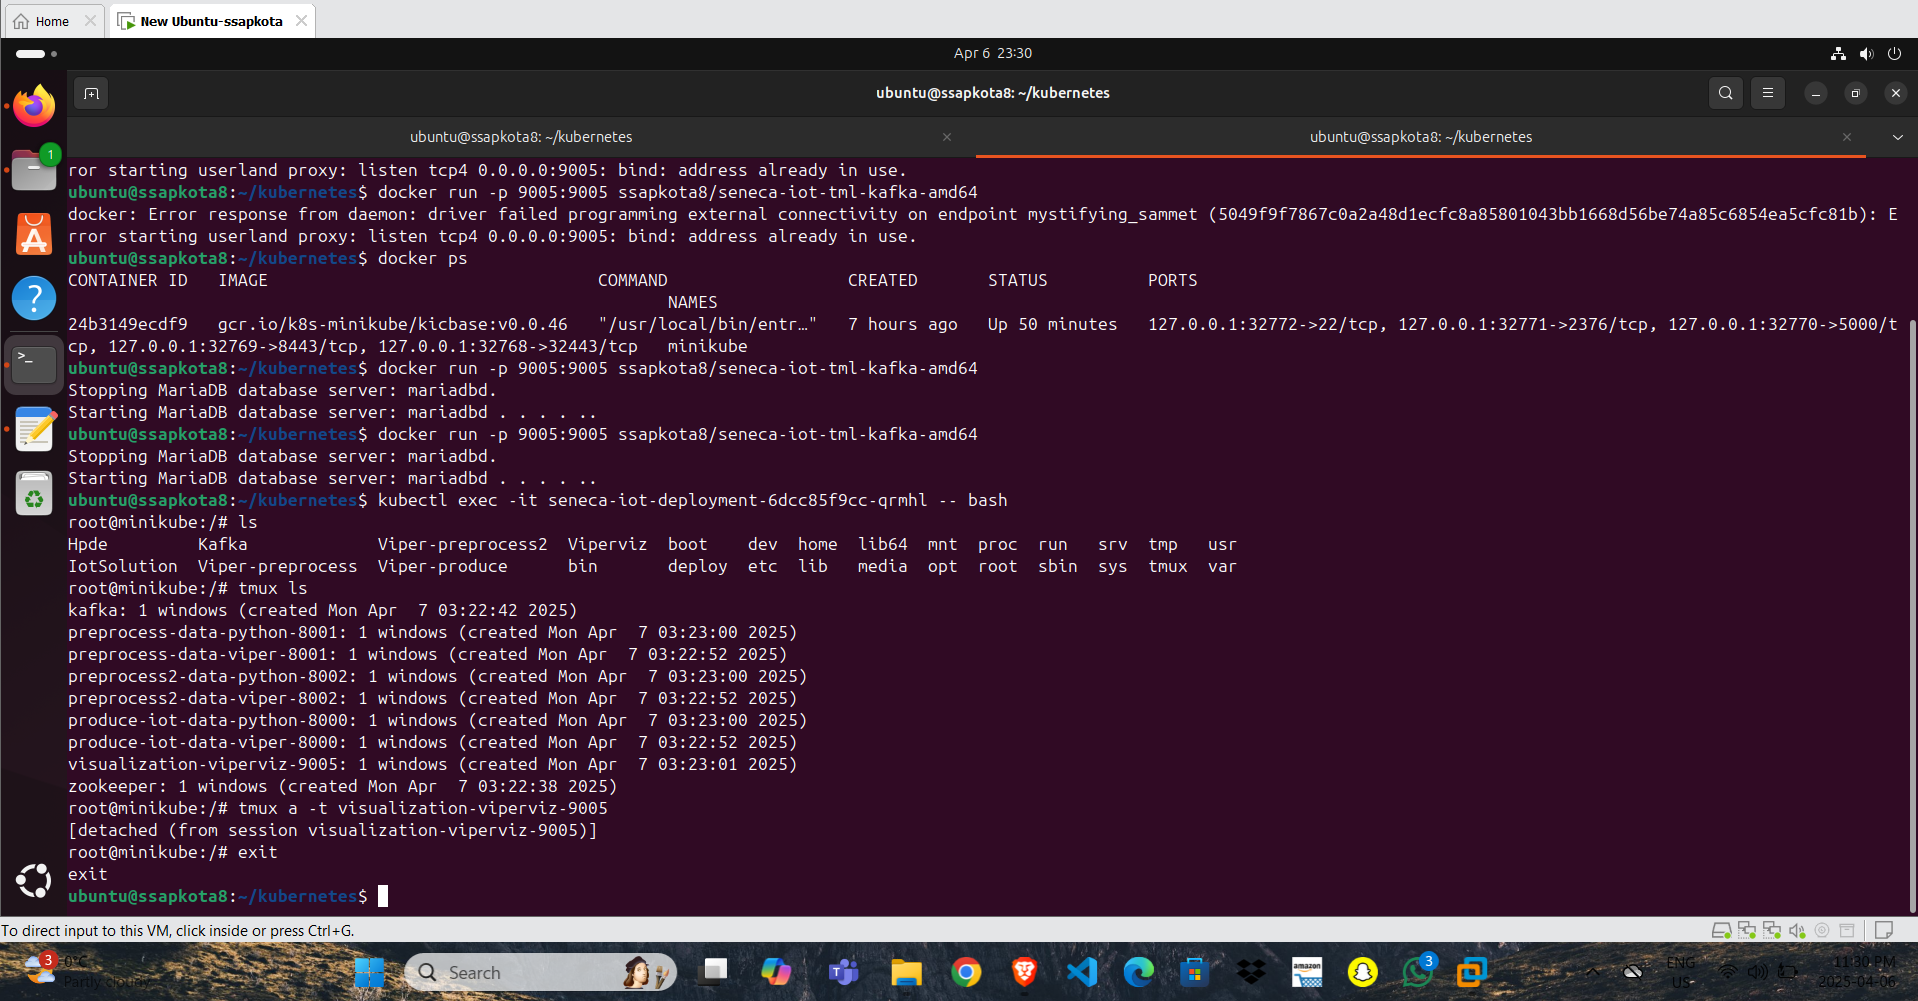 Home
New Ubuntu-ssapkota
Apr 6 23:30
ubuntu@ssapkota8: ~/kubernetes
ubuntu@ssapkota8: ~/kubernetes
ubuntu@ssapkota8: ~/kubernetes
1
ror starting userland proxy: listen tcp4 0.0.0.0:9005: bind: address already in use.
ubuntu@ssapkota8:~/kubernetes$ docker run -p 9005:9005 ssapkota8/seneca-iot-tml-kafka-amd64
docker: Error response from daemon: driver failed programming external connectivity on endpoint mystifying_sammet (5049f9f7867c0a2a48d1ecfc8a85801043bb1668d56be74a85c6854ea5cfc81b): E
rror starting userland proxy: listen tcp4 0.0.0.0:9005: bind: address already in use.
ubuntu@ssapkota8:~/kubernetes$ docker ps
CONTAINER ID   IMAGE                                 COMMAND                  CREATED       STATUS          PORTS
                                                            NAMES
24b3149ecdf9   gcr.io/k8s-minikube/kicbase:v0.0.46   "/usr/local/bin/entr…"   7 hours ago   Up 50 minutes   127.0.0.1:32772->22/tcp, 127.0.0.1:32771->2376/tcp, 127.0.0.1:32770->5000/t
cp, 127.0.0.1:32769->8443/tcp, 127.0.0.1:32768->32443/tcp   minikube
ubuntu@ssapkota8:~/kubernetes$ docker run -p 9005:9005 ssapkota8/seneca-iot-tml-kafka-amd64
Stopping MariaDB database server: mariadbd.
Starting MariaDB database server: mariadbd . . . . ..
ubuntu@ssapkota8:~/kubernetes$ docker run -p 9005:9005 ssapkota8/seneca-iot-tml-kafka-amd64
Stopping MariaDB database server: mariadbd.
Starting MariaDB database server: mariadbd . . . . ..
ubuntu@ssapkota8:~/kubernetes$ kubectl exec -it seneca-iot-deployment-6dcc85f9cc-qrmhl -- bash
root@minikube:/# ls
Hpde         Kafka             Viper-preprocess2  Viperviz  boot    dev  home  lib64  mnt  proc  run   srv  tmp   usr
IotSolution  Viper-preprocess  Viper-produce      bin       deploy  etc  lib   media  opt  root  sbin  sys  tmux  var
root@minikube:/# tmux ls
kafka: 1 windows (created Mon Apr  7 03:22:42 2025)
preprocess-data-python-8001: 1 windows (created Mon Apr  7 03:23:00 2025)
preprocess-data-viper-8001: 1 windows (created Mon Apr  7 03:22:52 2025)
preprocess2-data-python-8002: 1 windows (created Mon Apr  7 03:23:00 2025)
preprocess2-data-viper-8002: 1 windows (created Mon Apr  7 03:22:52 2025)
produce-iot-data-python-8000: 1 windows (created Mon Apr  7 03:23:00 2025)
produce-iot-data-viper-8000: 1 windows (created Mon Apr  7 03:22:52 2025)
visualization-viperviz-9005: 1 windows (created Mon Apr  7 03:23:01 2025)
zookeeper: 1 windows (created Mon Apr  7 03:22:38 2025)
root@minikube:/# tmux a -t visualization-viperviz-9005
[detached (from session visualization-viperviz-9005)]
root@minikube:/# exit
exit
ubuntu@ssapkota8:~/kubernetes$
To direct input to this VM, click inside or press Ctrl+G.
3
0°C
Partly cloudy
Search
amazon
3
ENG
US
11:30 PM
2025-04-06